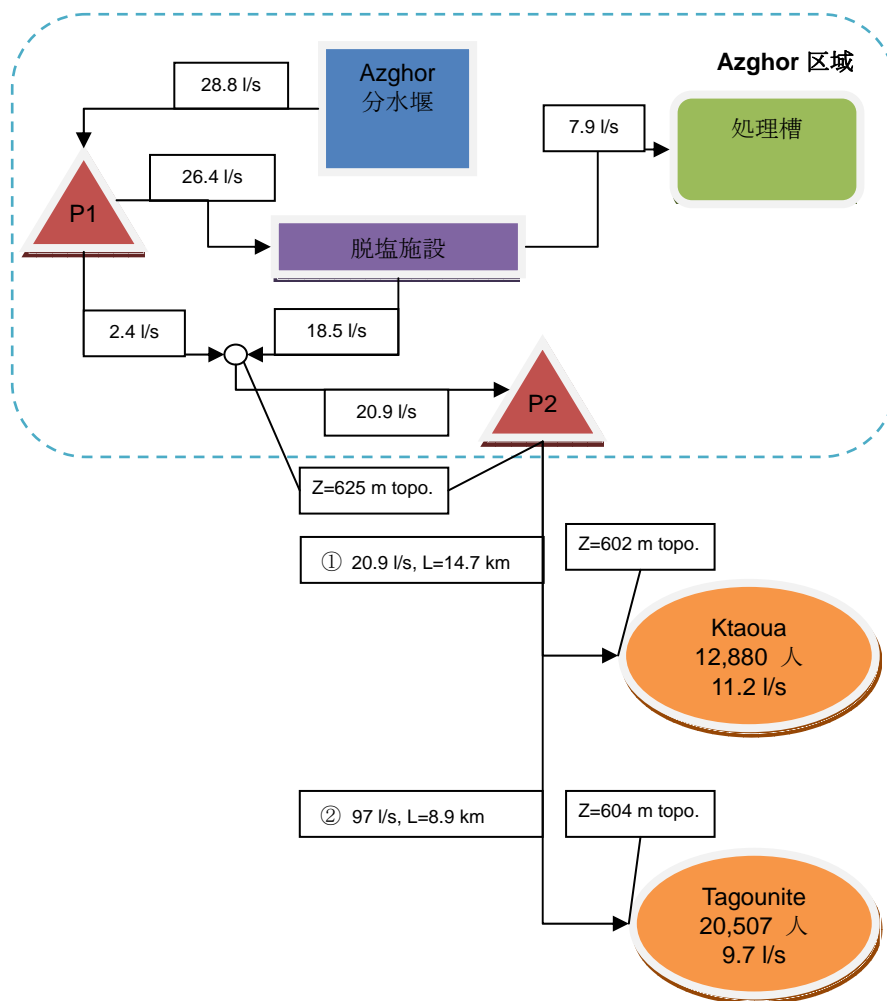 Azghor
分水堰
Azghor 区域
28.8 l/s
7.9 l/s
処理槽
26.4 l/s
P1
脱塩施設
2.4 l/s
18.5 l/s
P2
20.9 l/s
Z=625 m topo.
① 20.9 l/s, L=14.7 km
Z=602 m topo.
Ktaoua
12,880 人
11.2 l/s
② 97 l/s, L=8.9 km
Z=604 m topo.
Tagounite
20,507 人
9.7 l/s